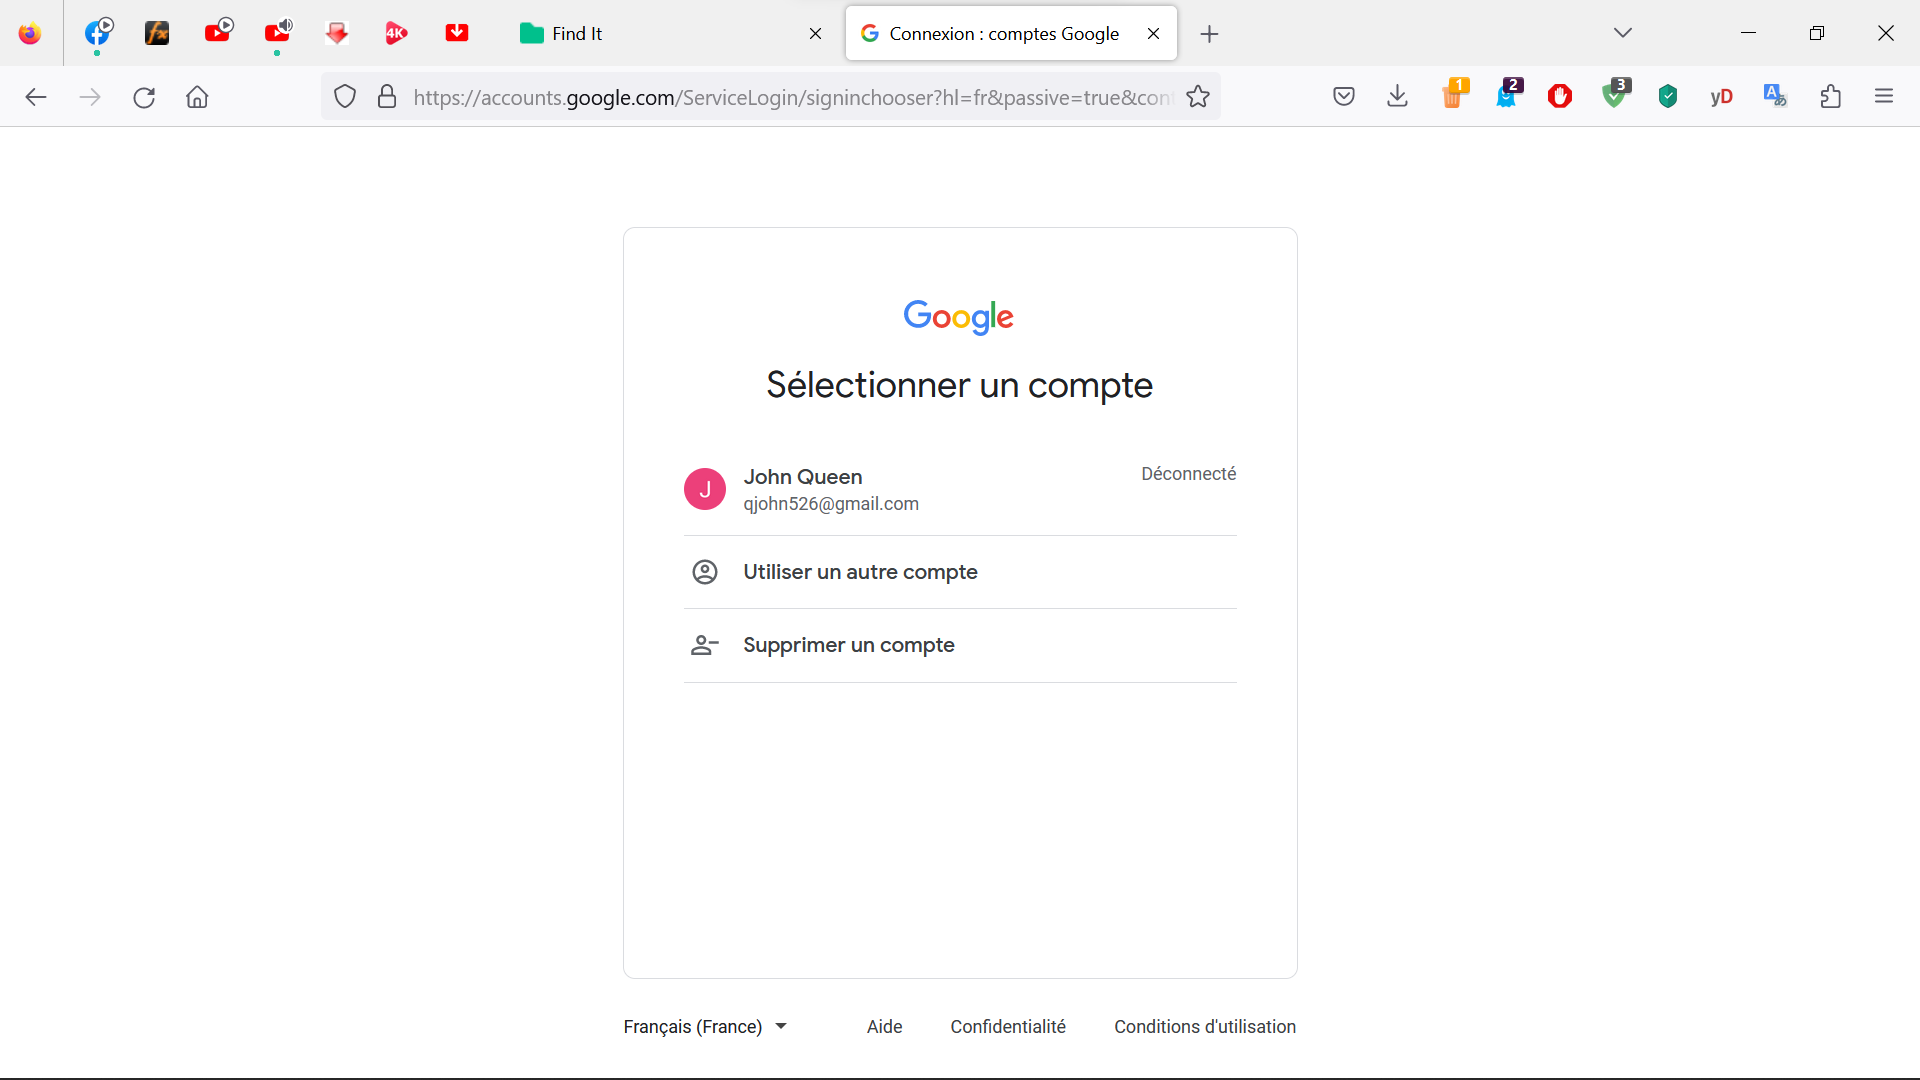 Find It
Connexion : comptes Google
https://accounts.google.com/ServiceLogin/signinchooser?hl=fr&passive=true&con
1
2
3
yD
4K
fx
Google
Sélectionner un compte
J
John Queen
Déconnecté
qjohn526@gmail.com
Utiliser un autre compte
Supprimer un compte
Français (France)
Aide
Confidentialité
Conditions d'utilisation